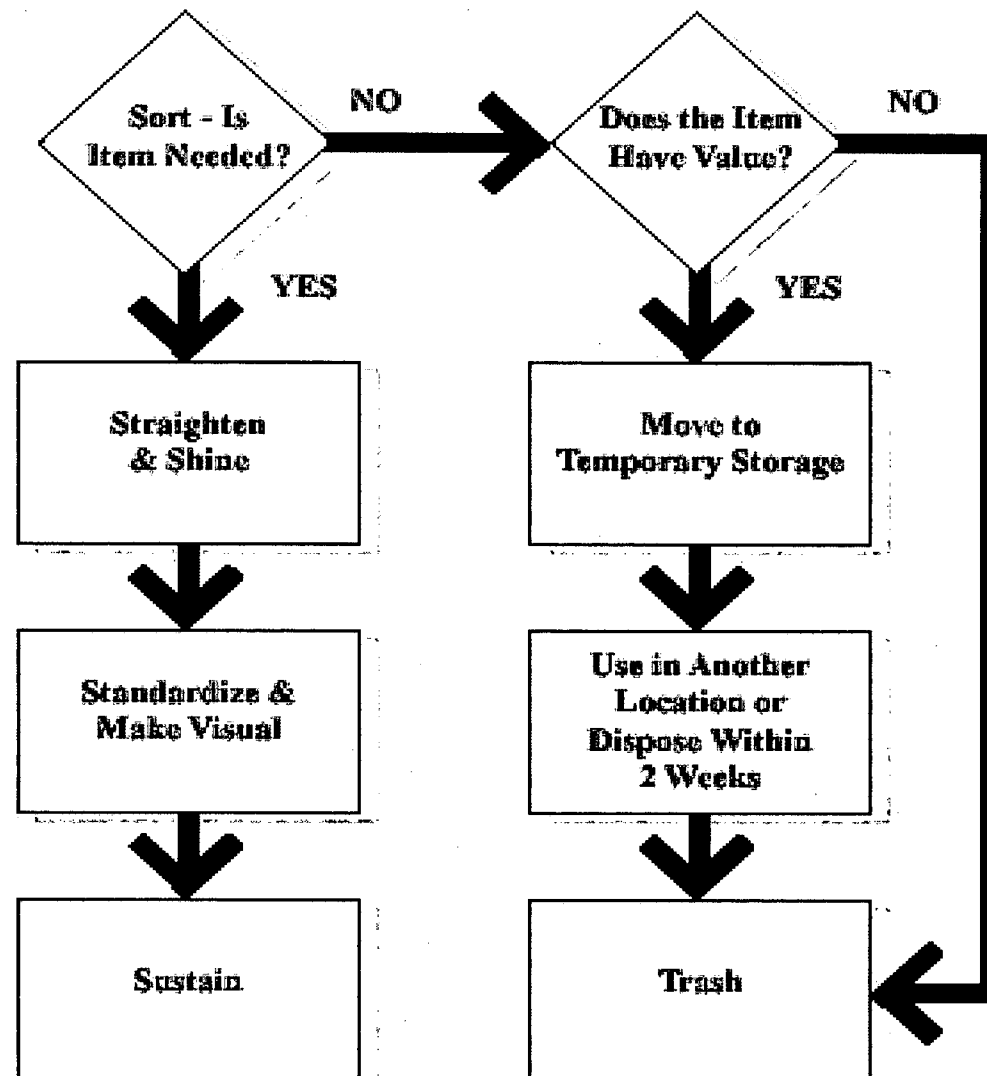 Sort - Is
Item Needed?
NO
Does the Item
Have Value?
NO
YES
YES
Straighten
& Shine
Move to
Temporary Storage
Standardize &
Make Visual
Use in Another
Location or
Dispose Within
2 Weeks
Sustain
Trash